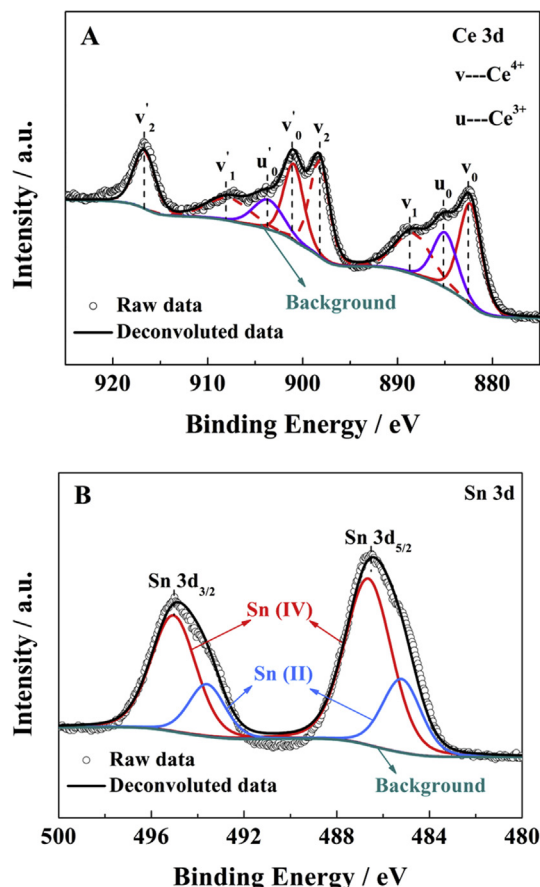 A
Ce 3d
v---Ce4+
u---Ce3+
v'2
v'1
u'0
v'0
v2
v1
u0
v0
Background
Raw data
Deconvoluted data
Intensity / a.u.
920 910 900 890 880
Binding Energy / eV
B
Sn 3d
Sn 3d5/2
Sn 3d3/2
Sn (IV)
Sn (II)
Raw data
Deconvoluted data
Background
Intensity / a.u.
500 496 492 488 484 480
Binding Energy / eV